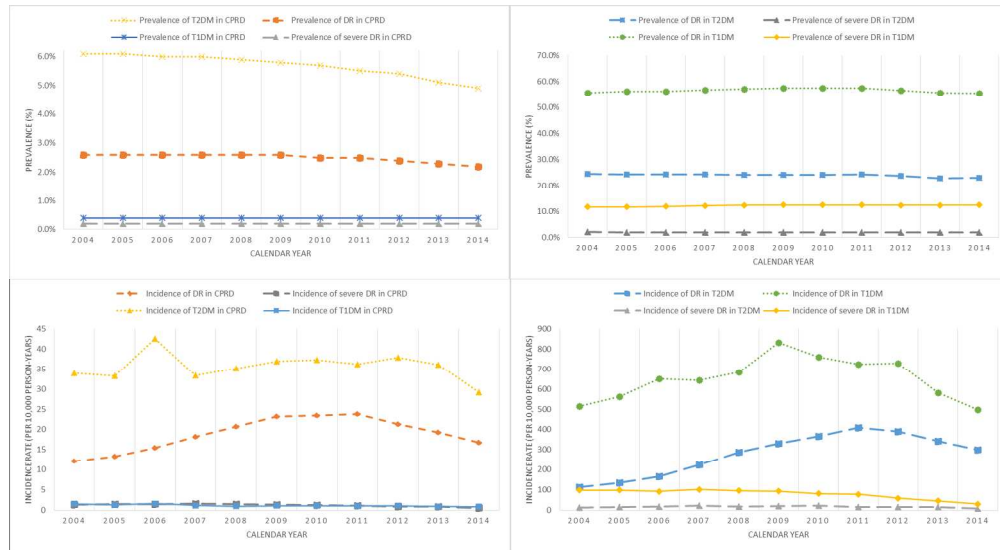 Prevalence of T2DM in CPRD Prevalence of DR in CPRD
Prevalence of T1DM in CPRD Prevalence of severe DR in CPRD
6.0%
5.0%
4.0%
3.0%
2.0%
1.0%
0.0%
PREVALENCE (%)
2004 2005 2006 2007 2008 2009 2010 2011 2012 2013 2014
CALENDAR YEAR
Prevalence of DR in T2DM Prevalence of severe DR in T2DM
Prevalence of DR in T1DM Prevalence of severe DR in T1DM
70.0%
60.0%
50.0%
40.0%
30.0%
20.0%
10.0%
0.0%
PREVALENCE (%)
2004 2005 2006 2007 2008 2009 2010 2011 2012 2013 2014
CALENDAR YEAR
Incidence of DR in CPRD Incidence of severe DR in CPRD
Incidence of T2DM in CPRD Incidence of T1DM in CPRD
45
40
35
30
25
20
15
10
5
0
INCIDENCERATE (PER 10,000 PERSON-YEARS)
2004 2005 2006 2007 2008 2009 2010 2011 2012 2013 2014
CALENDAR YEAR
Incidence of DR in T2DM Incidence of DR in T1DM
Incidence of severe DR in T2DM Incidence of severe DR in T1DM
900
800
700
600
500
400
300
200
100
0
INCIDENCERATE (PER 10,000 PERSON-YEARS)
2004 2005 2006 2007 2008 2009 2010 2011 2012 2013 2014
CALENDAR YEAR